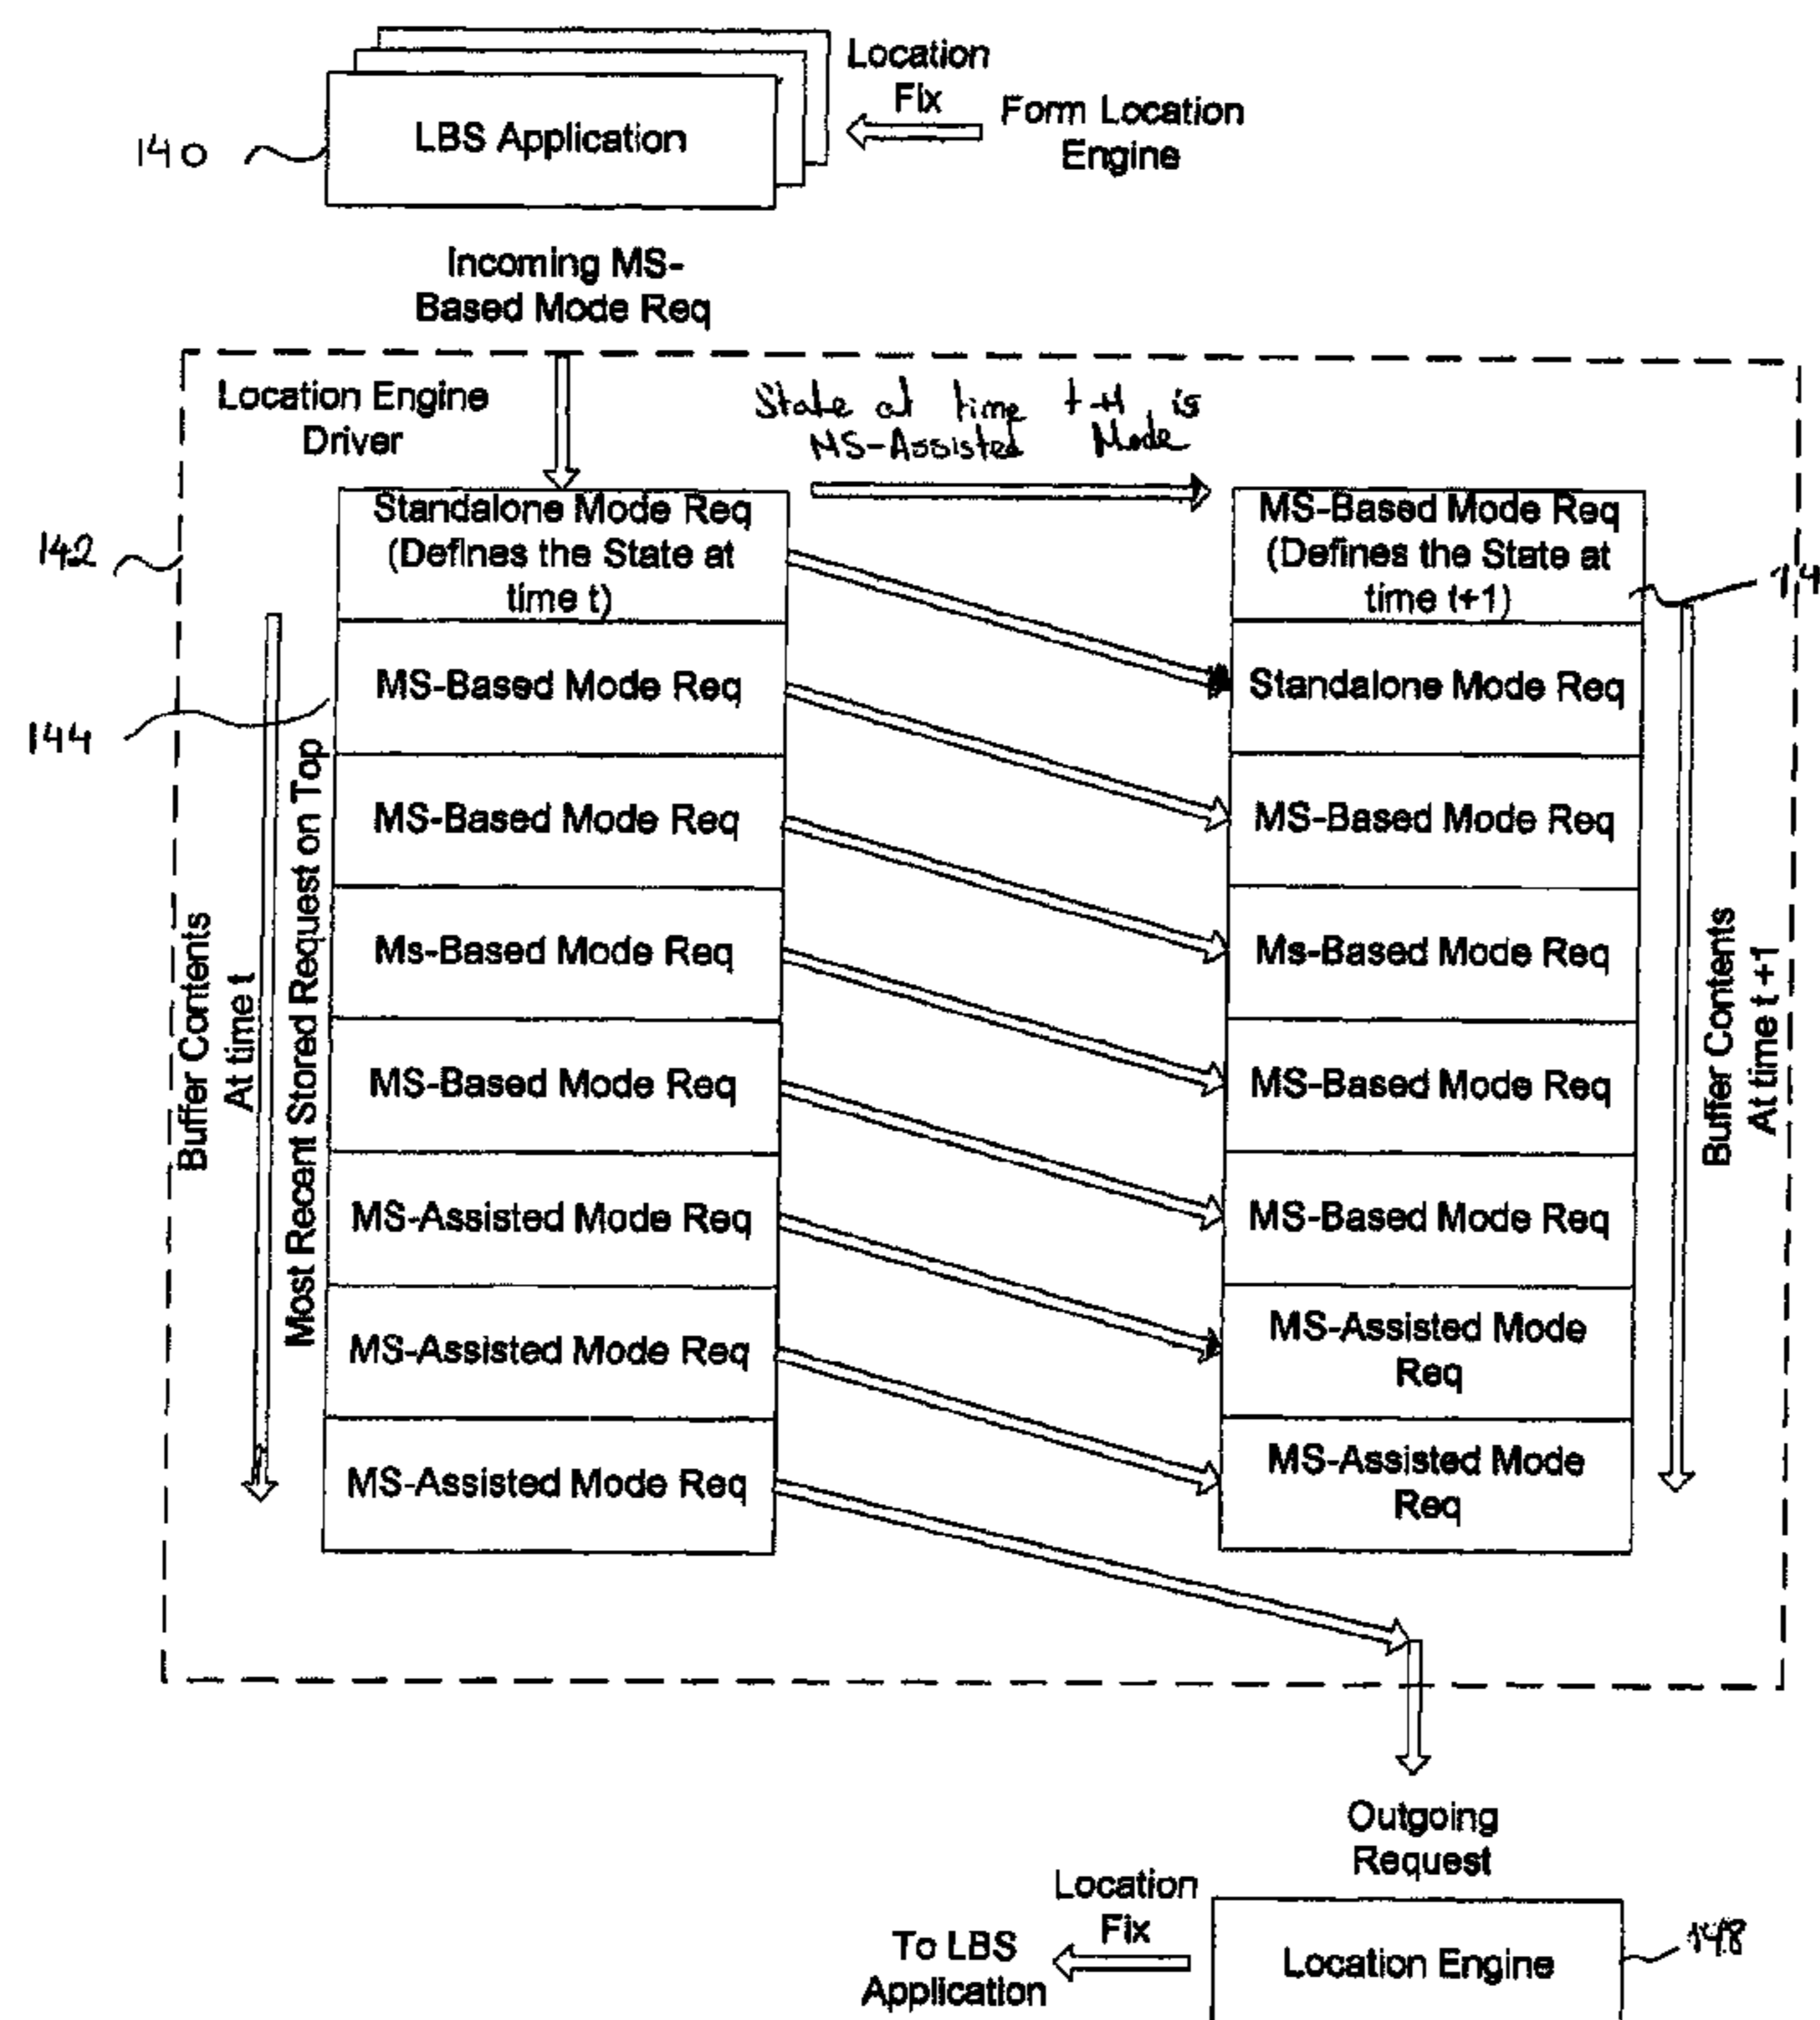 Location
Fix
Form Location
Engine
LBS Application
140
Incoming MS-
Based Mode Req
Location Engine
Driver
State at time t+1 is
MS-Assisted Mode
Standalone Mode Req
(Defines the State at
time t)
MS-Based Mode Req
(Defines the State at
time t+1)
142
14
MS-Based Mode Req
Standalone Mode Req
144
MS-Based Mode Req
MS-Based Mode Req
Ms-Based Mode Req
Ms-Based Mode Req
MS-Based Mode Req
MS-Based Mode Req
MS-Assisted Mode Req
MS-Based Mode Req
MS-Assisted Mode Req
MS-Assisted Mode
Req
MS-Assisted Mode Req
MS-Assisted Mode
Req
Buffer Contents
At time t
Most Recent Stored Request on Top
Buffer Contents
At time t +1
Outgoing
Request
Location
Fix
To LBS
Application
Location Engine
148